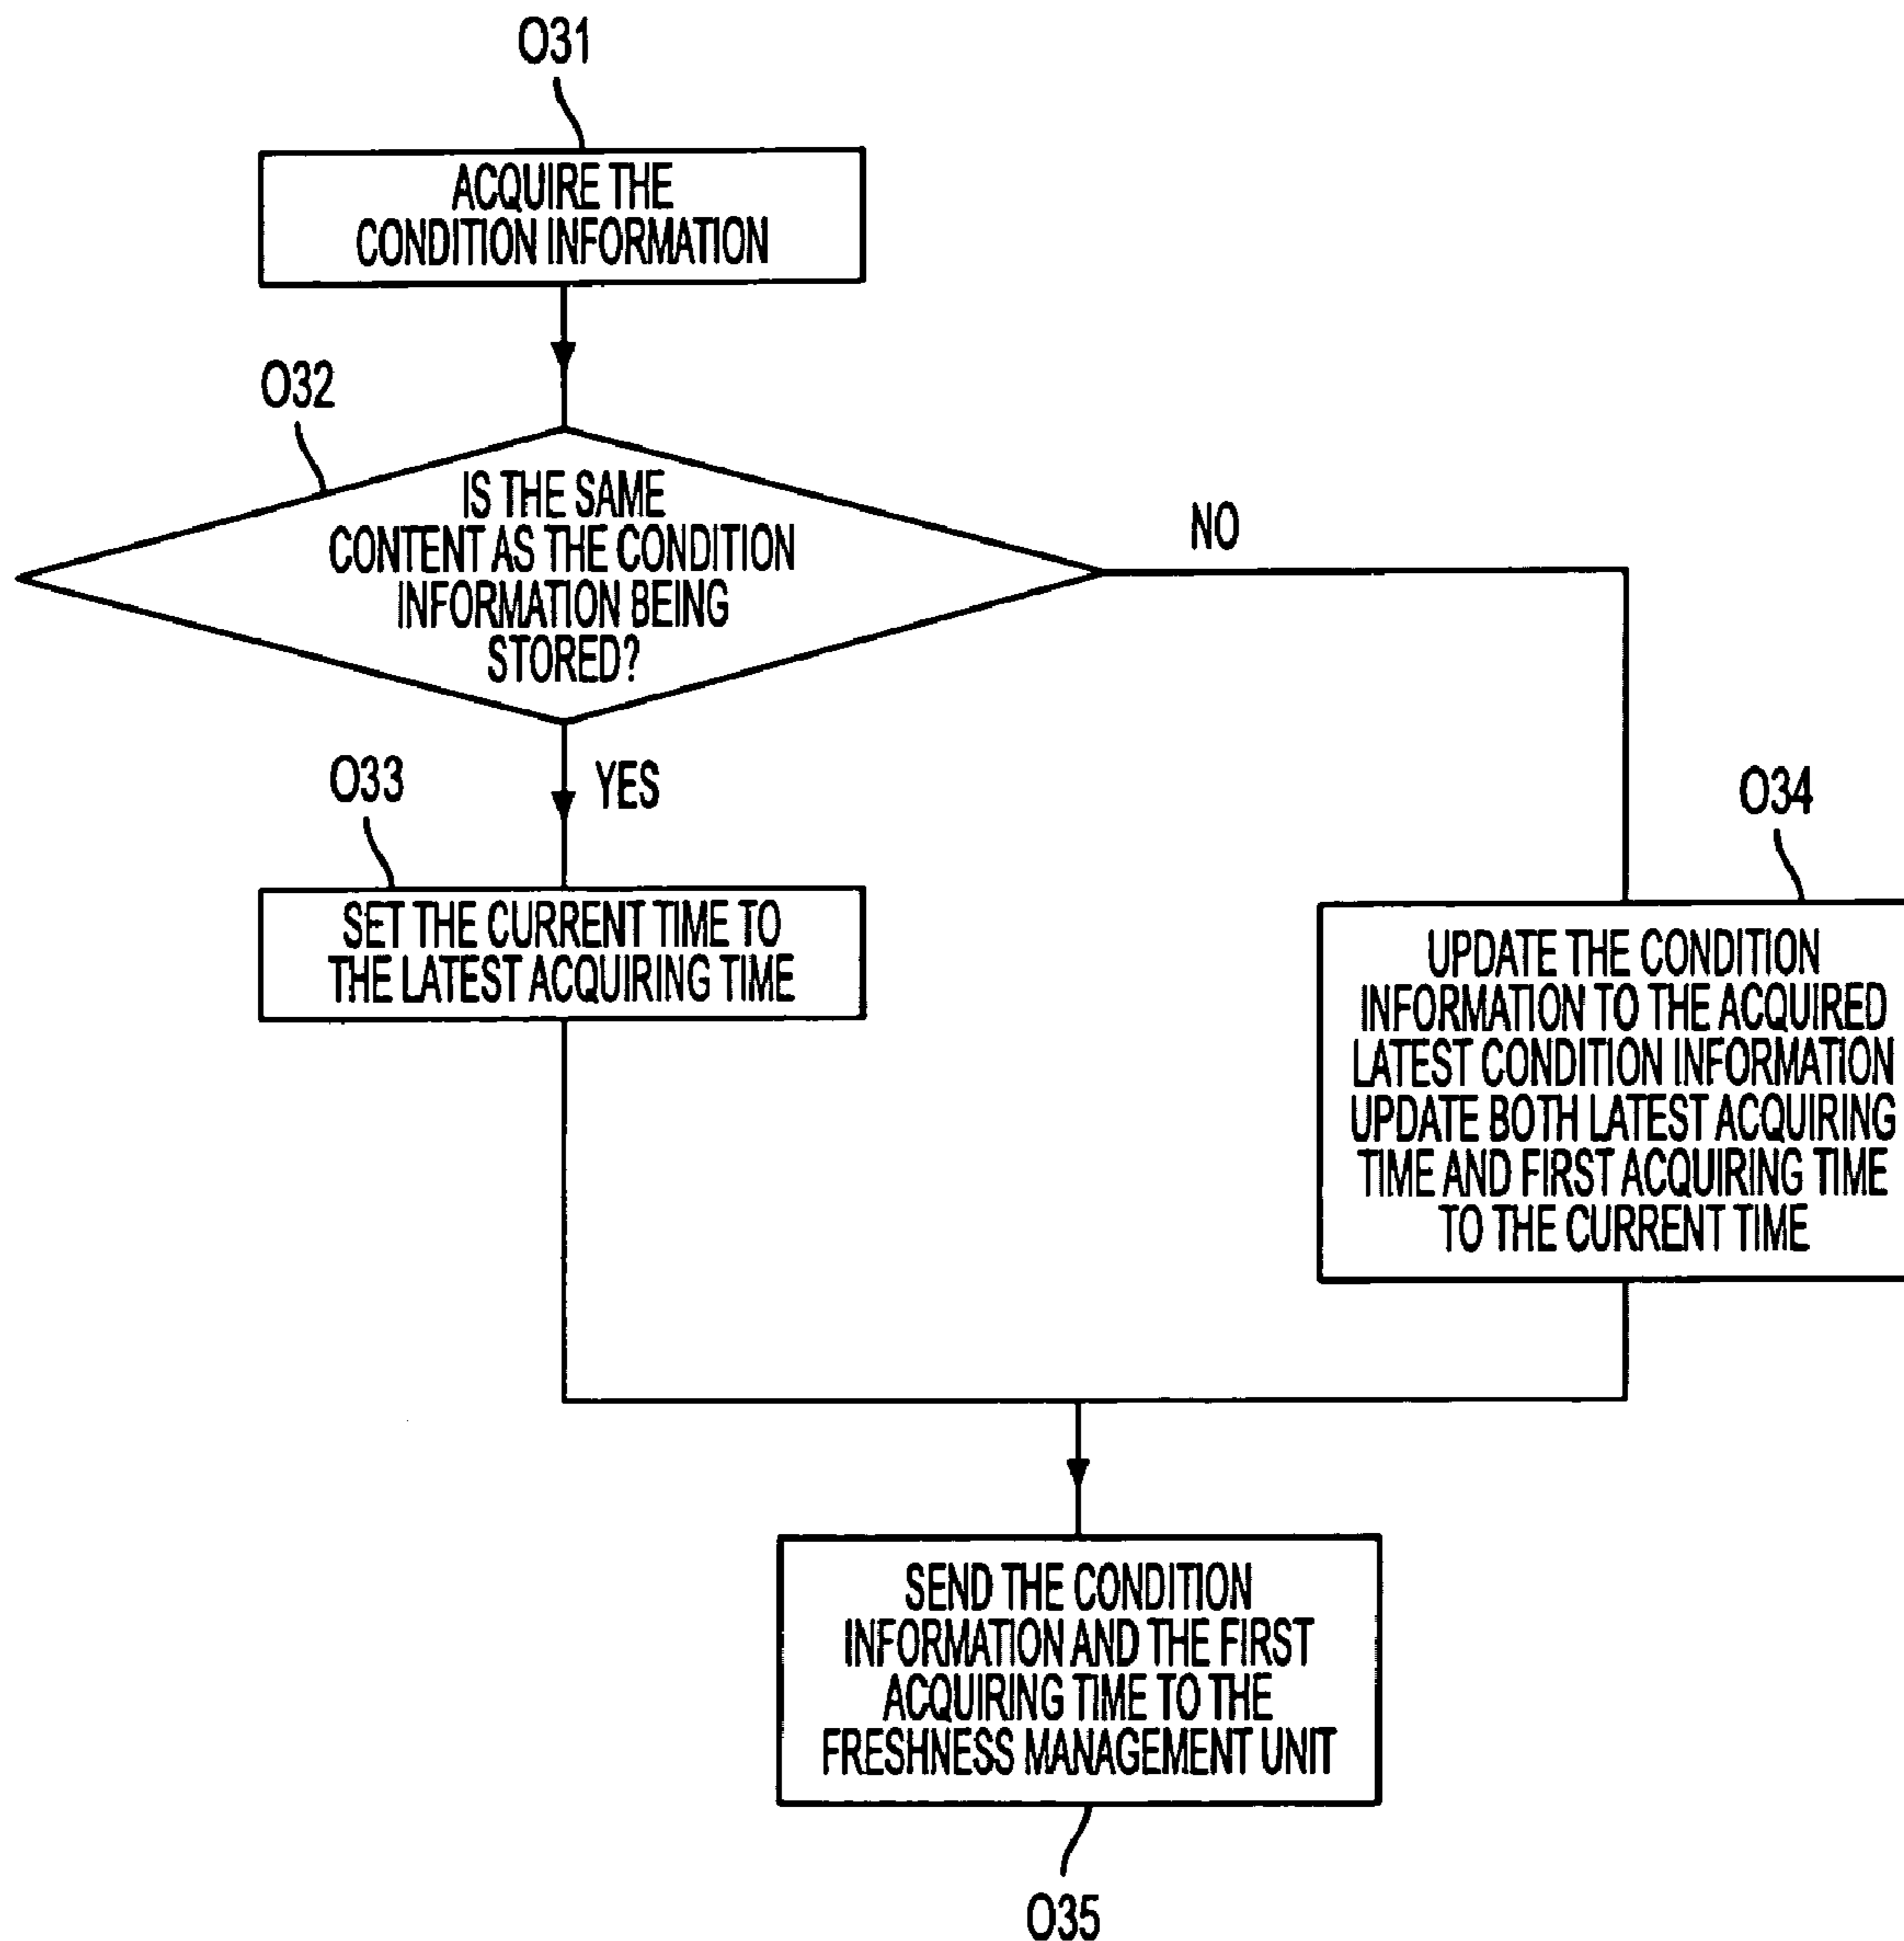 O31
ACQUIRE THE
CONDITION INFORMATION
O32
IS THE SAME
CONTENT AS THE CONDITION
INFORMATION BEING
STORED?
NO
YES
O33
SET THE CURRENT TIME TO
THE LATEST ACQUIRING TIME
O34
UPDATE THE CONDITION
INFORMATION TO THE ACQUIRED
LATEST CONDITION INFORMATION
UPDATE BOTH LATEST ACQUIRING
TIME AND FIRST ACQUIRING TIME
TO THE CURRENT TIME
SEND THE CONDITION
INFORMATION AND THE FIRST
ACQUIRING TIME TO THE
FRESHNESS MANAGEMENT UNIT
O35